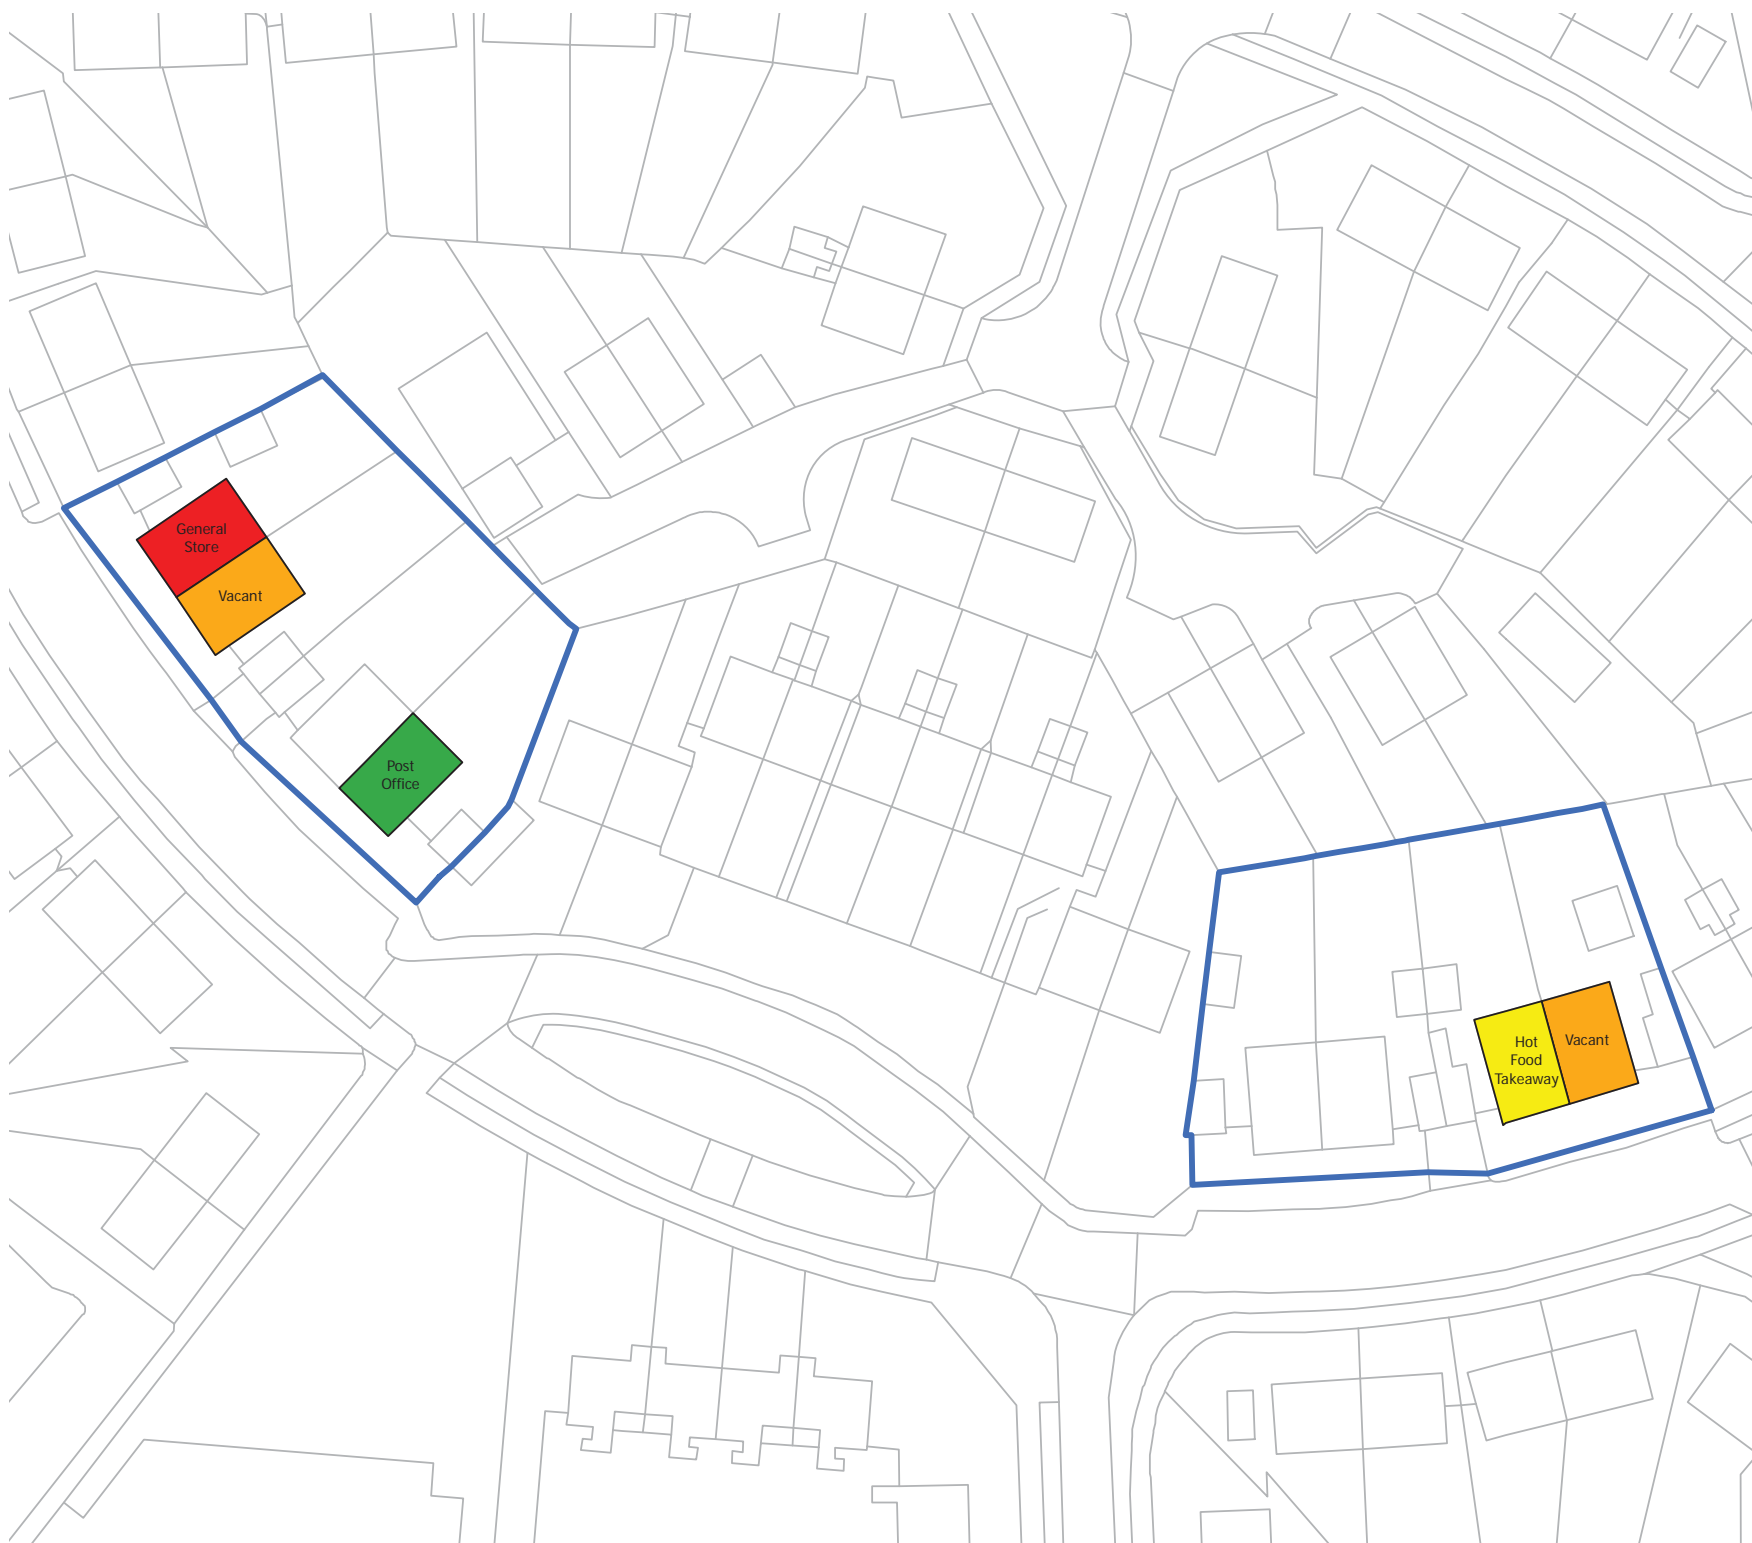 General
Store
Vacant
Post
Office
Hot
Food
Takeaway
Vacant